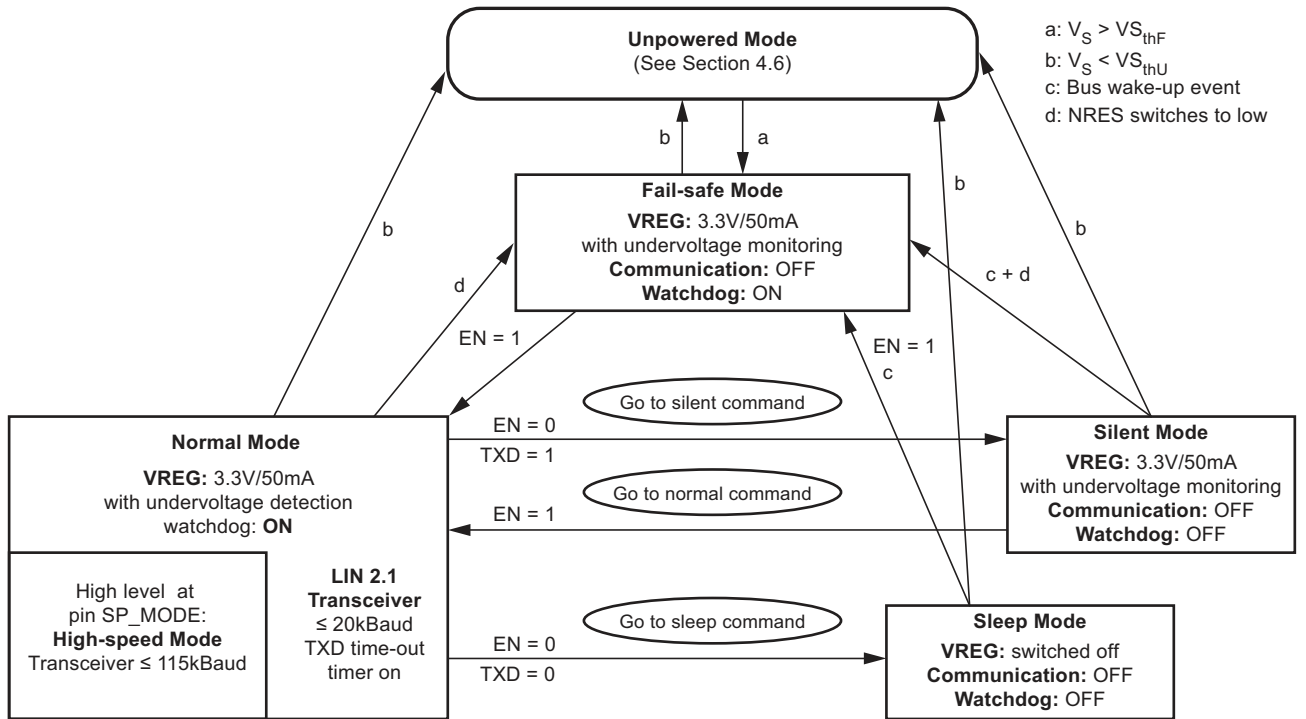 Unpowered Mode
(See Section 4.6)
a: V_S > VS_thF
b: V_S < VS_thU
c: Bus wake-up event
d: NRES switches to low
b
a
Fail-safe Mode
VREG: 3.3V/50mA
with undervoltage monitoring
Communication: OFF
Watchdog: ON
b
d
EN = 1
b
b
c + d
EN = 1
c
Go to silent command
EN = 0
TXD = 1
Go to normal command
EN = 1
Go to sleep command
EN = 0
TXD = 0
Normal Mode
VREG: 3.3V/50mA
with undervoltage detection
watchdog: ON
High level at
pin SP_MODE:
High-speed Mode
Transceiver ≤ 115kBaud
LIN 2.1
Transceiver
≤ 20kBaud
TXD time-out
timer on
Silent Mode
VREG: 3.3V/50mA
with undervoltage monitoring
Communication: OFF
Watchdog: OFF
Sleep Mode
VREG: switched off
Communication: OFF
Watchdog: OFF